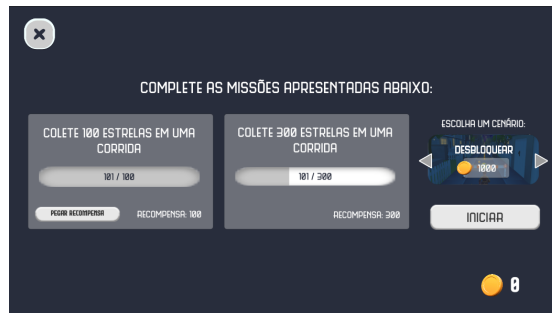 COMPLETE AS MISSÕES APRESENTADAS ABAIXO:
COLETE 100 ESTRELAS EM UMA
CORRIDA
101 / 100
PEGAR RECOMPENSA
RECOMPENSA: 100
COLETE 300 ESTRELAS EM UMA
CORRIDA
101 / 300
RECOMPENSA: 300
ESCOLHA UM CENÁRIO:
DESBLOQUEAR
1000
INICIAR
0